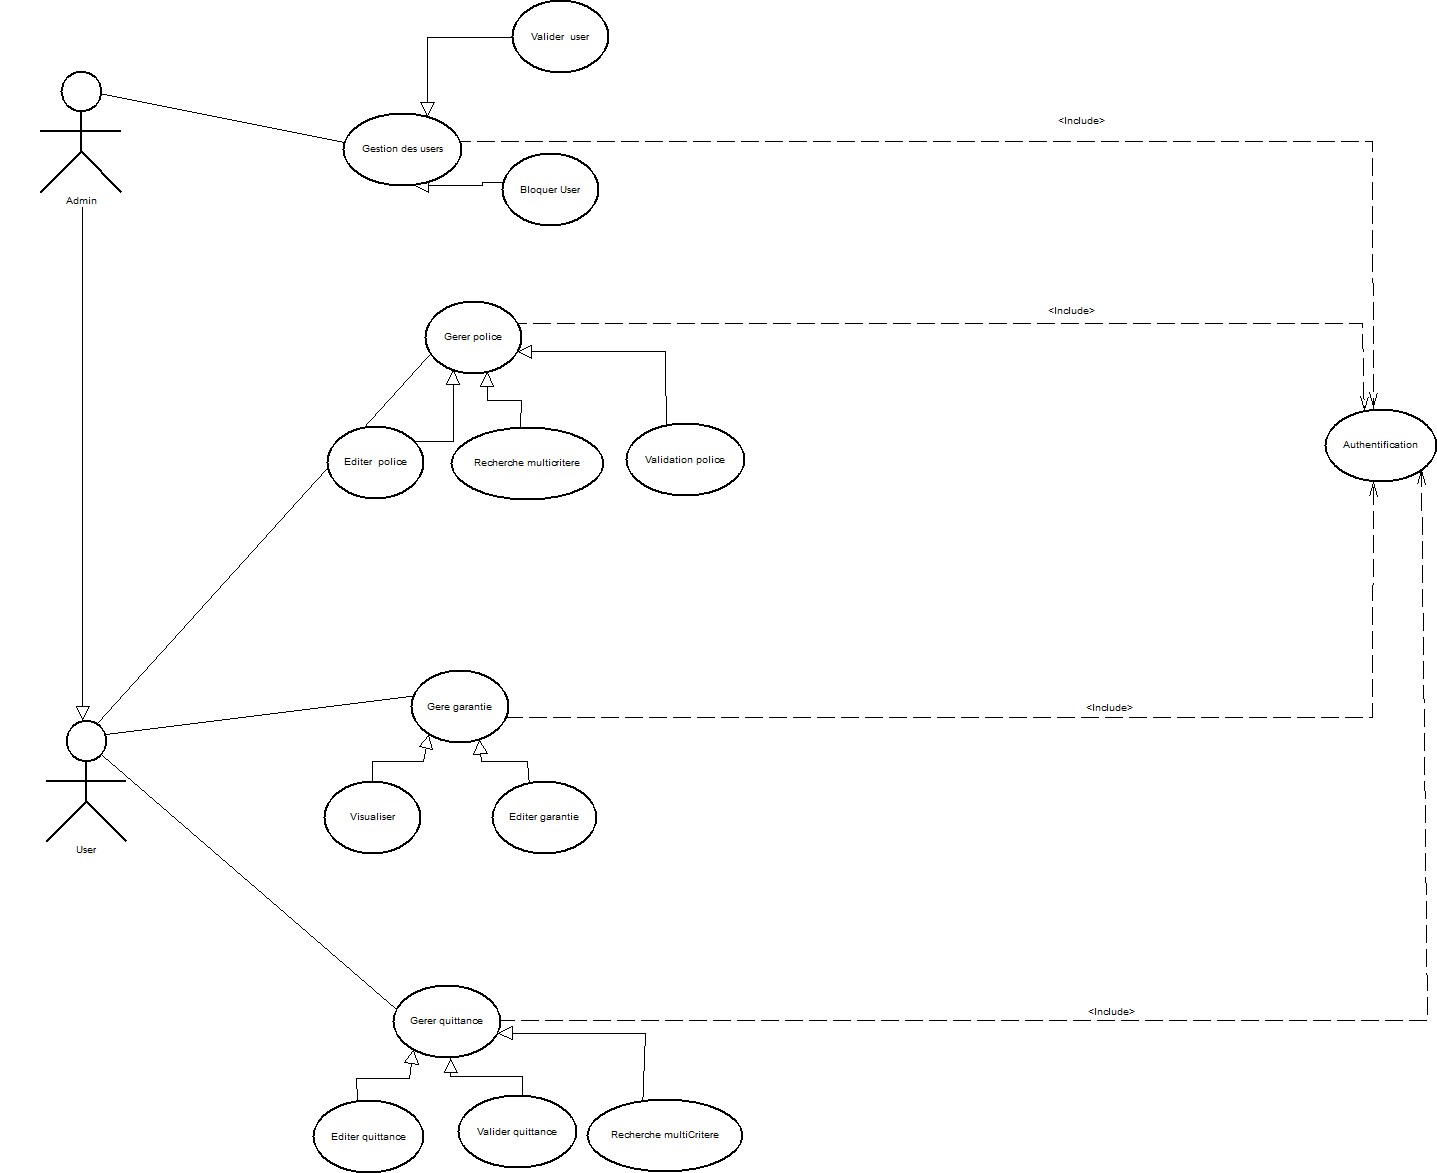 Valider  user
<Include>
Gestion des users
Bloquer User
Admin
<Include>
Gerer police
Authentification
Editer  police
Recherche multicritere
Validation police
Gere garantie
<Include>
Visualiser
Editer garantie
User
<Include>
Gerer quittance
Editer quittance
Valider quittance
Recherche multiCritere